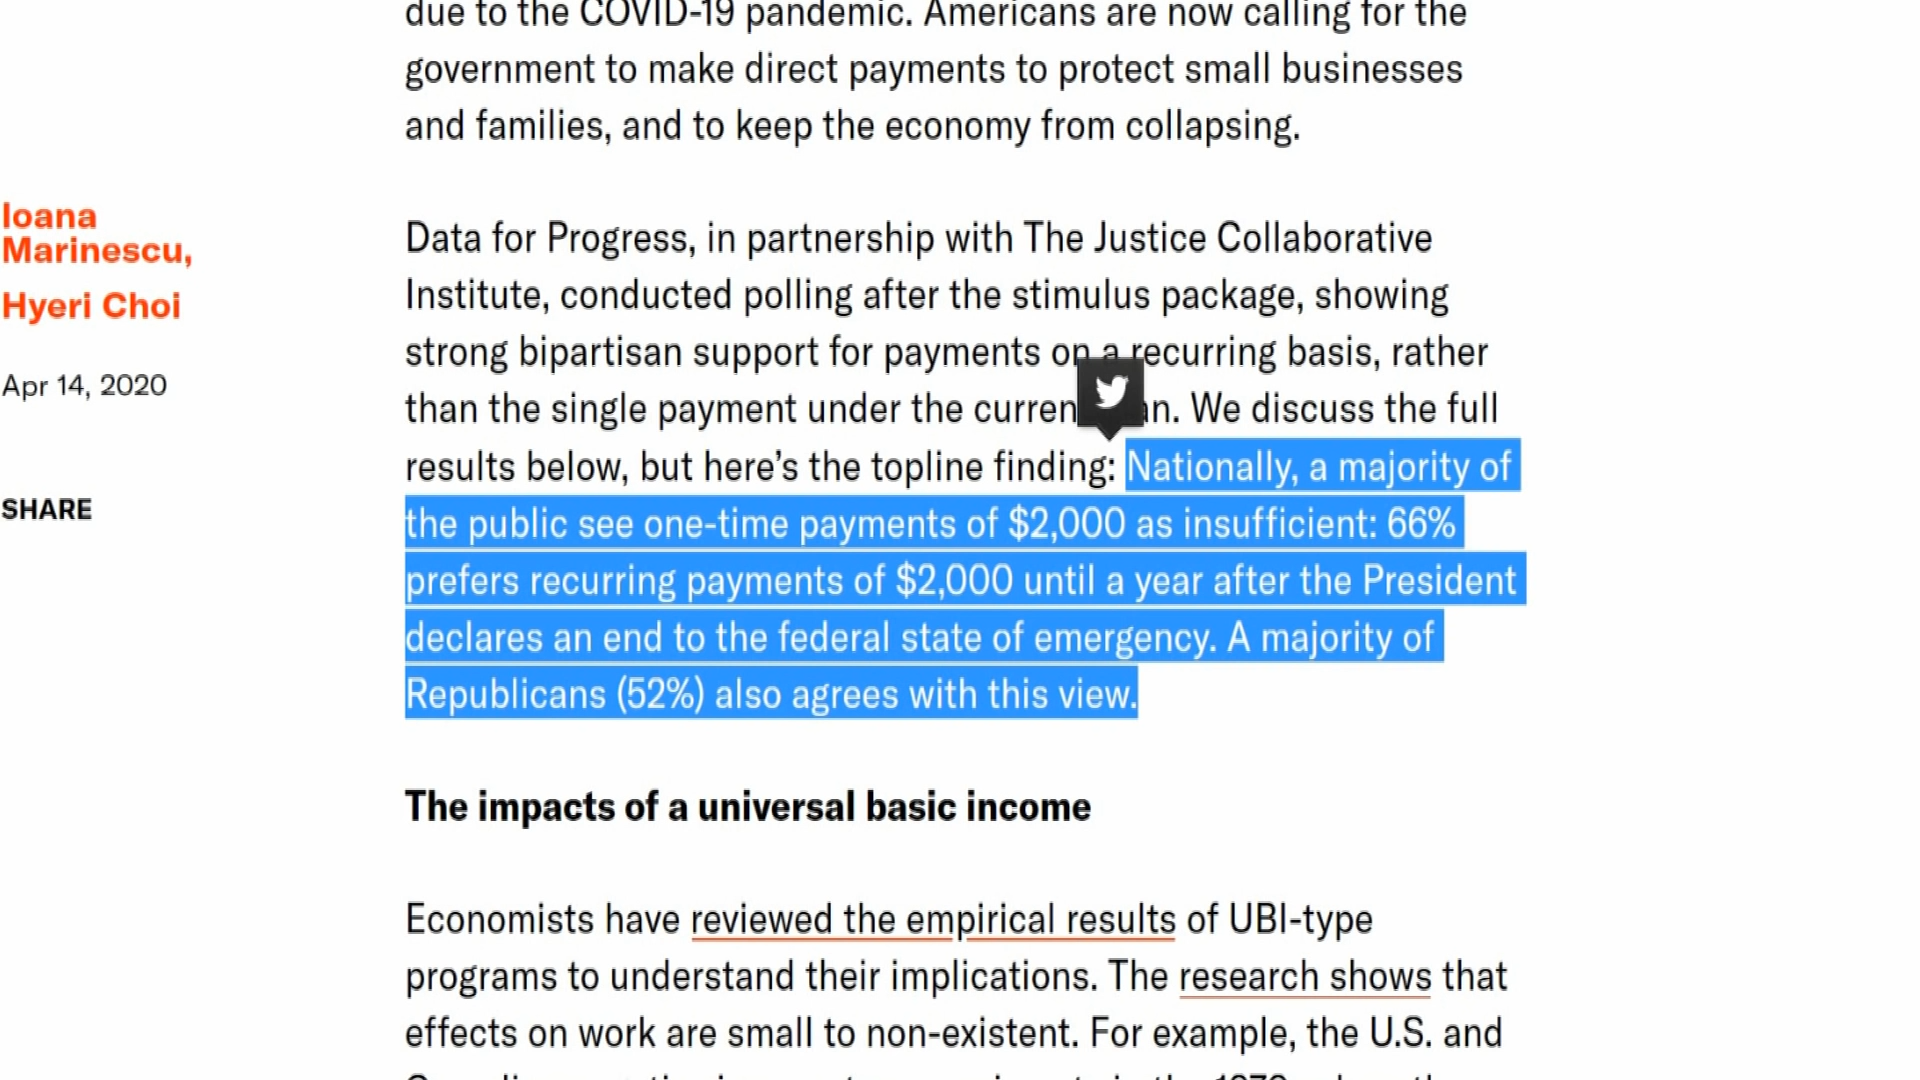 due to the COVID-19 pandemic. Americans are now calling for the
government to make direct payments to protect small businesses
and families, and to keep the economy from collapsing.
Ioana
Marinescu,
Hyeri Choi
Apr 14, 2020
SHARE
Data for Progress, in partnership with The Justice Collaborative
Institute, conducted polling after the stimulus package, showing
strong bipartisan support for payments on a recurring basis, rather
than the single payment under the curren an. We discuss the full
results below, but here’s the topline finding: Nationally, a majority of
the public see one-time payments of $2,000 as insufficient: 66%
prefers recurring payments of $2,000 until a year after the President
declares an end to the federal state of emergency. A majority of
Republicans (52%) also agrees with this view.
The impacts of a universal basic income
Economists have reviewed the empirical results of UBI-type
programs to understand their implications. The research shows that
effects on work are small to non-existent. For example, the U.S. and